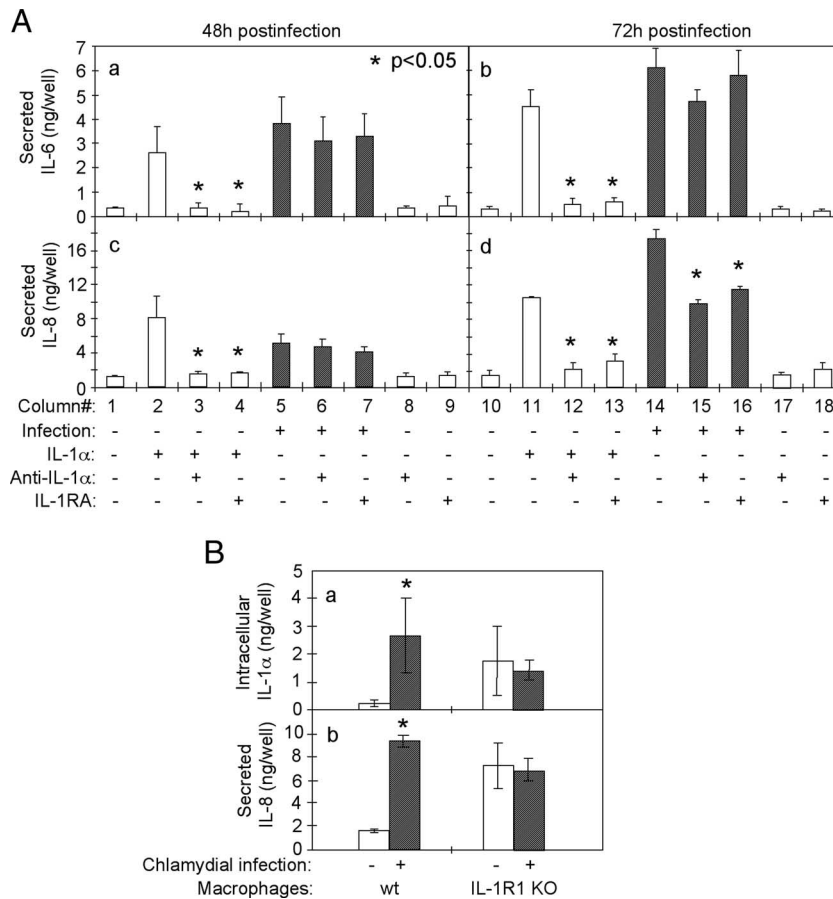 A
48h postinfection
72h postinfection
Secreted
IL-6 (ng/well)
7
6
5
4
3
2
1
0
a
* p<0.05
* *
b
* *
Secreted
IL-8 (ng/well)
16
12
8
4
0
c
* *
d
* * * *
Column# 1 2 3 4 5 6 7 8 9 10 11 12 13 14 15 16 17 18
Infection: - - - - + + + - - - - - - + + + - -
IL-1α: - + + + - - - - - - + + + - - - - -
Anti-IL-1α - - + - - + - + - - - + - - + - + -
IL-1RA: - - - + - - + - + - - - + - - + - +
B
Intracellular
IL-1α (ng/well)
5
4
3
2
1
0
a
*
Secreted
IL-8 (ng/well)
10
8
6
4
2
0
b
*
Chlamydial infection: - + - +
Macrophages: wt IL-1R1 KO